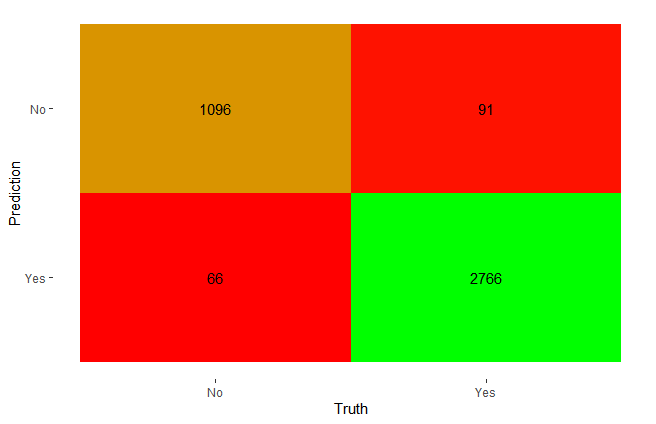 No
1096
91
Prediction
Yes
66
2766
No
Yes
Truth